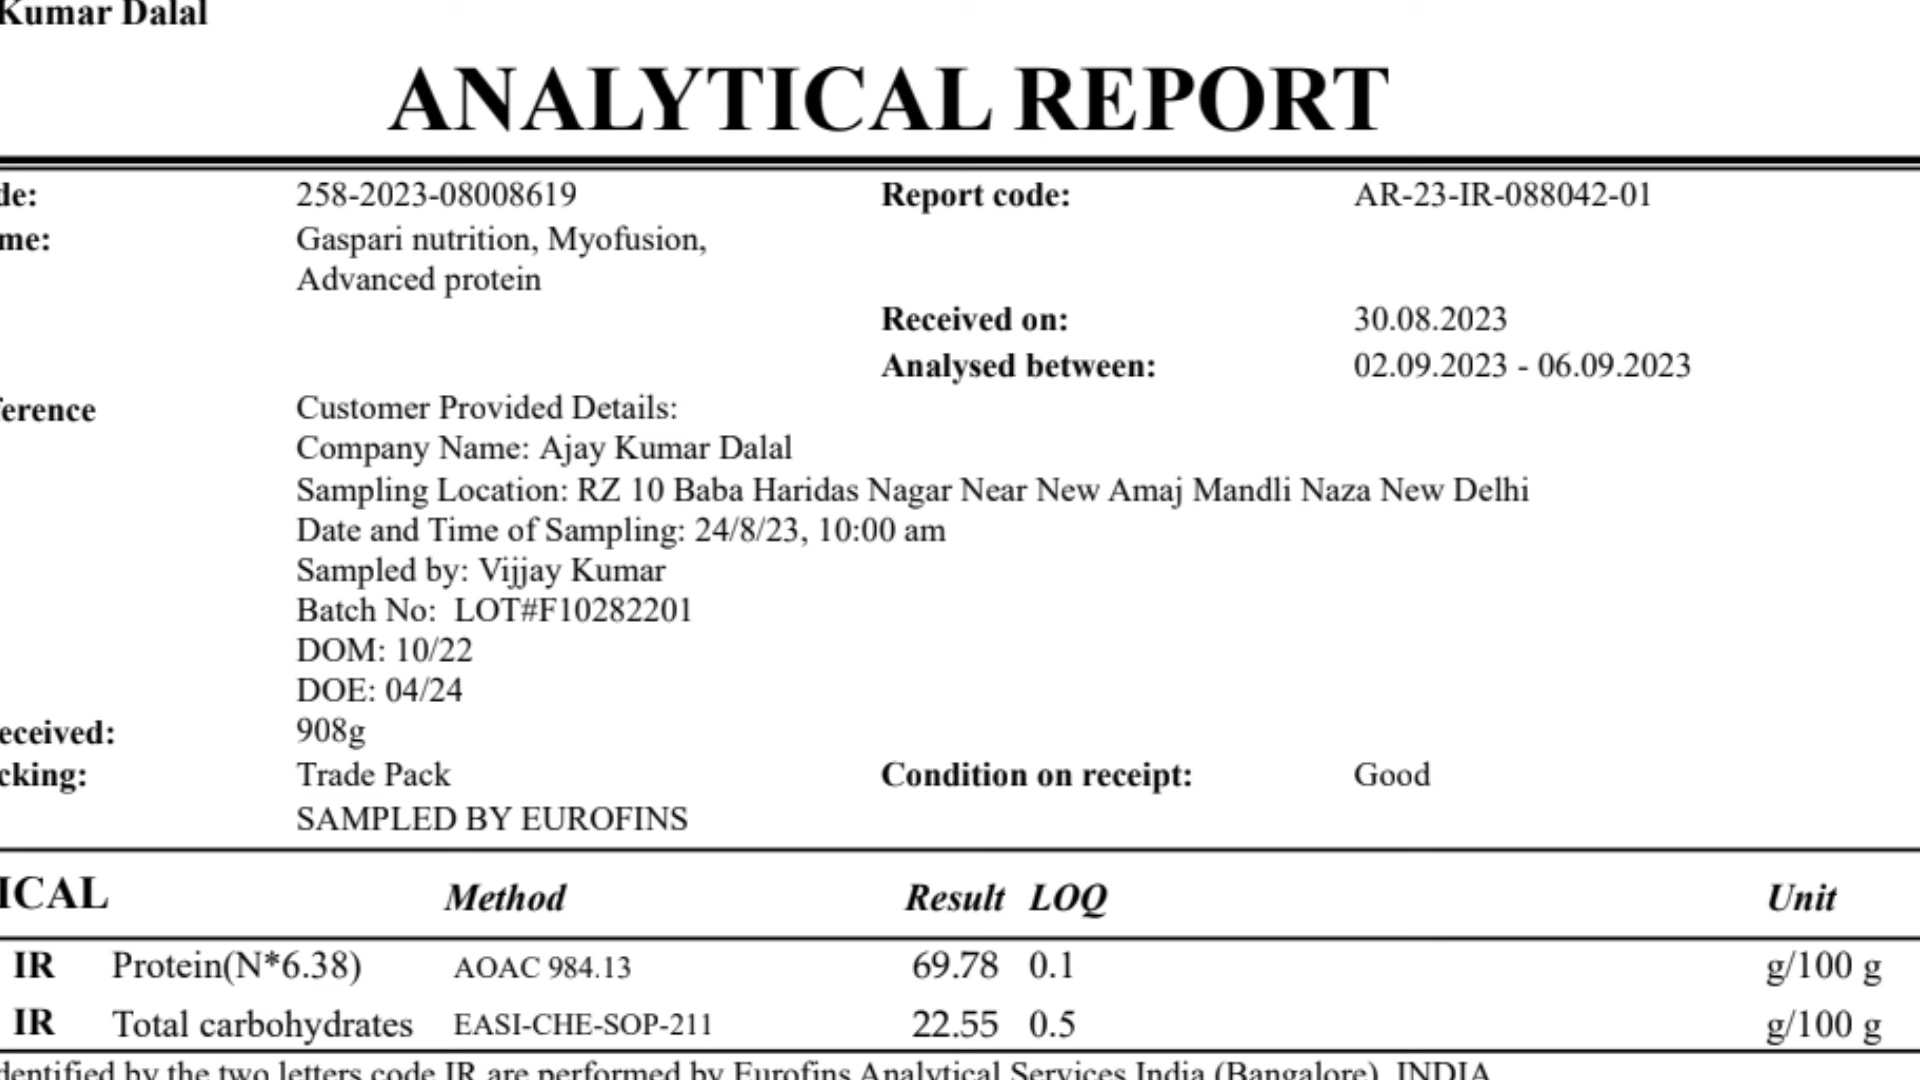 Kumar Dalal
ANALYTICAL REPORT
de: 258-2023-08008619 Report code: AR-23-IR-088042-01
me: Gaspari nutrition, Myofusion,
Advanced protein
Received on: 30.08.2023
Analysed between: 02.09.2023 - 06.09.2023
ference Customer Provided Details:
Company Name: Ajay Kumar Dalal
Sampling Location: RZ 10 Baba Haridas Nagar Near New Amaj Mandli Naza New Delhi
Date and Time of Sampling: 24/8/23, 10:00 am
Sampled by: Vijjay Kumar
Batch No: LOT#F10282201
DOM: 10/22
DOE: 04/24
eceived: 908g
cking: Trade Pack Condition on receipt: Good
SAMPLED BY EUROFINS
ICAL Method Result LOQ Unit
IR Protein(N*6.38) AOAC 984.13 69.78 0.1 g/100 g
IR Total carbohydrates EASI-CHE-SOP-211 22.55 0.5 g/100 g
dentified by the two letters code IR are performed by Eurofins Analytical Services India (Bangalore), INDIA